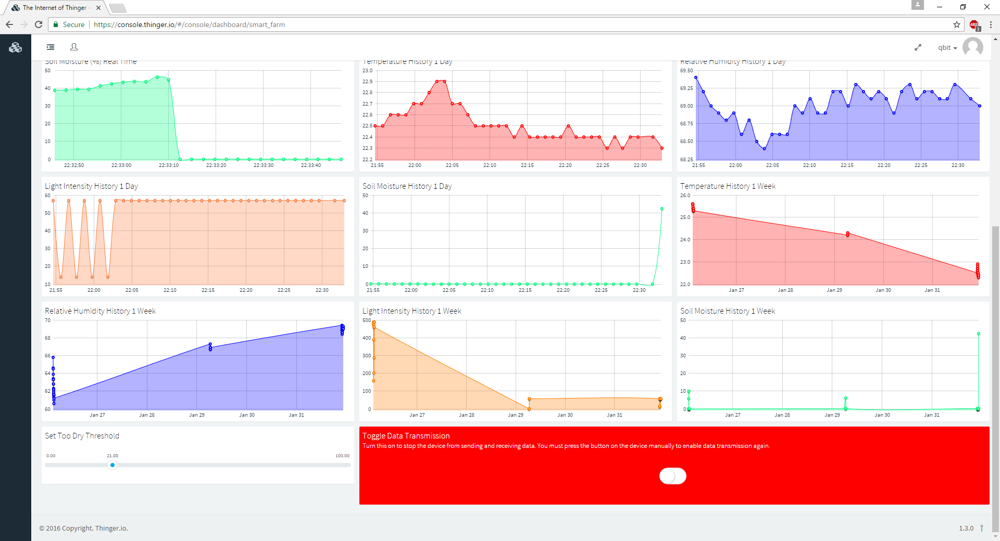 The Internet of Thinger -
Secure https://console.thinger.io/#/console/dashboard/smart_farm
ABP
3
qbit
Soil Moisture (%) Real Time
50
40
30
20
10
0
22:32:50 22:33:00 22:33:10 22:33:20 22:33:30 22:33:40
Temperature History 1 Day
23.0
22.9
22.8
22.7
22.6
22.5
22.4
22.3
22.2
21:55 22:00 22:05 22:10 22:15 22:20 22:25 22:30
Relative Humidity History 1 Day
69.50
69.25
69.00
68.75
68.50
68.25
21:55 22:00 22:05 22:10 22:15 22:20 22:25 22:30
Light Intensity History 1 Day
60
50
40
30
20
10
21:55 22:00 22:05 22:10 22:15 22:20 22:25 22:30
Soil Moisture History 1 Day
50
40
30
20
10
0
21:55 22:00 22:05 22:10 22:15 22:20 22:25 22:30
Temperature History 1 Week
26.0
25.0
24.0
23.0
22.0
Jan 27 Jan 28 Jan 29 Jan 30 Jan 31
Relative Humidity History 1 Week
70
68
66
64
62
60
Jan 27 Jan 28 Jan 29 Jan 30 Jan 31
Light Intensity History 1 Week
500
400
300
200
100
0
Jan 27 Jan 28 Jan 29 Jan 30 Jan 31
Soil Moisture History 1 Week
50
40
30
20
10
0
Jan 27 Jan 28 Jan 29 Jan 30 Jan 31
Set Too Dry Threshold
0.00 21.00 100.00
Toggle Data Transmission
Turn this on to stop the device from sending and receiving data. You must press the button on the device manually to enable data transmission again.
© 2016 Copyright. Thinger.io.
1.3.0